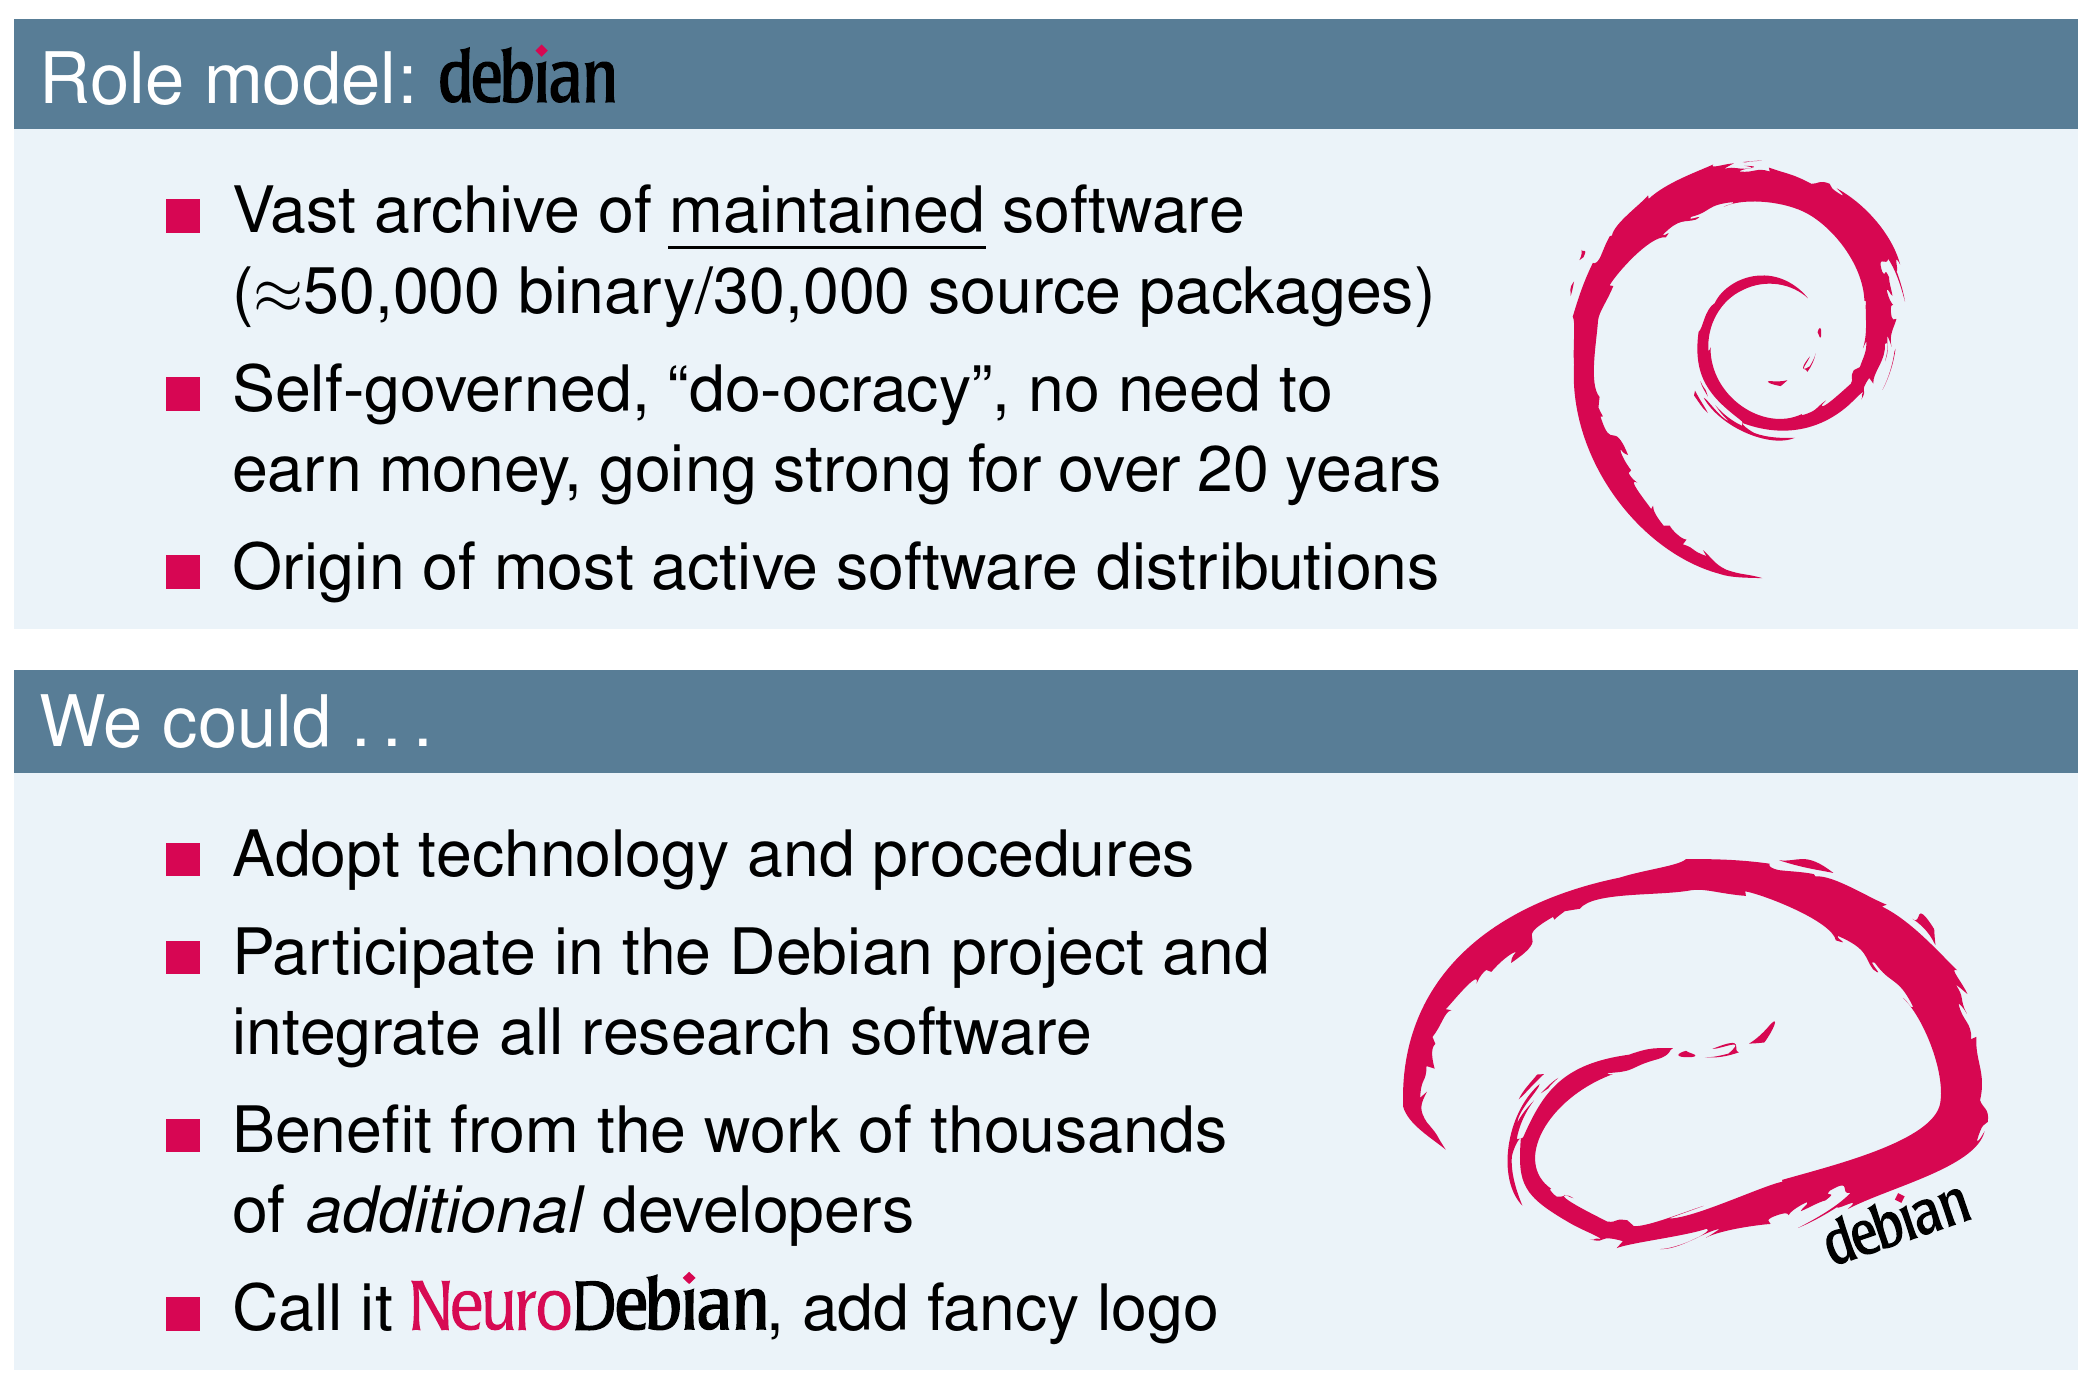 Role model: debian
Vast archive of maintained software
(≈50,000 binary/30,000 source packages)
Self-governed, “do-ocracy”, no need to
earn money, going strong for over 20 years
Origin of most active software distributions
We could . . .
Adopt technology and procedures
Participate in the Debian project and
integrate all research software
Benefit from the work of thousands
of additional developers
debian
Call it NeuroDebian, add fancy logo